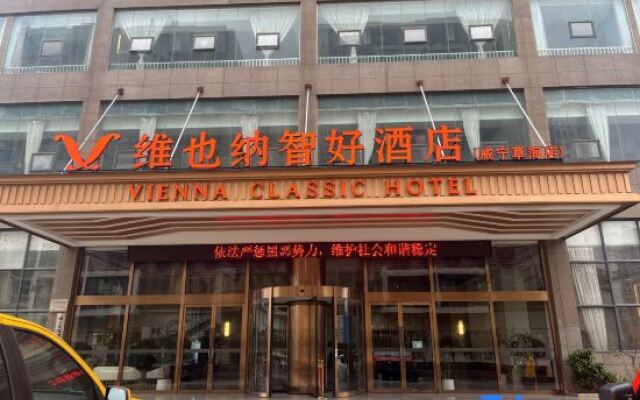 维也纳智好酒店(威宁草海店)
VIENNA CLASSIC HOTEL
依法严惩黑恶势力，维护社会和谐稳定